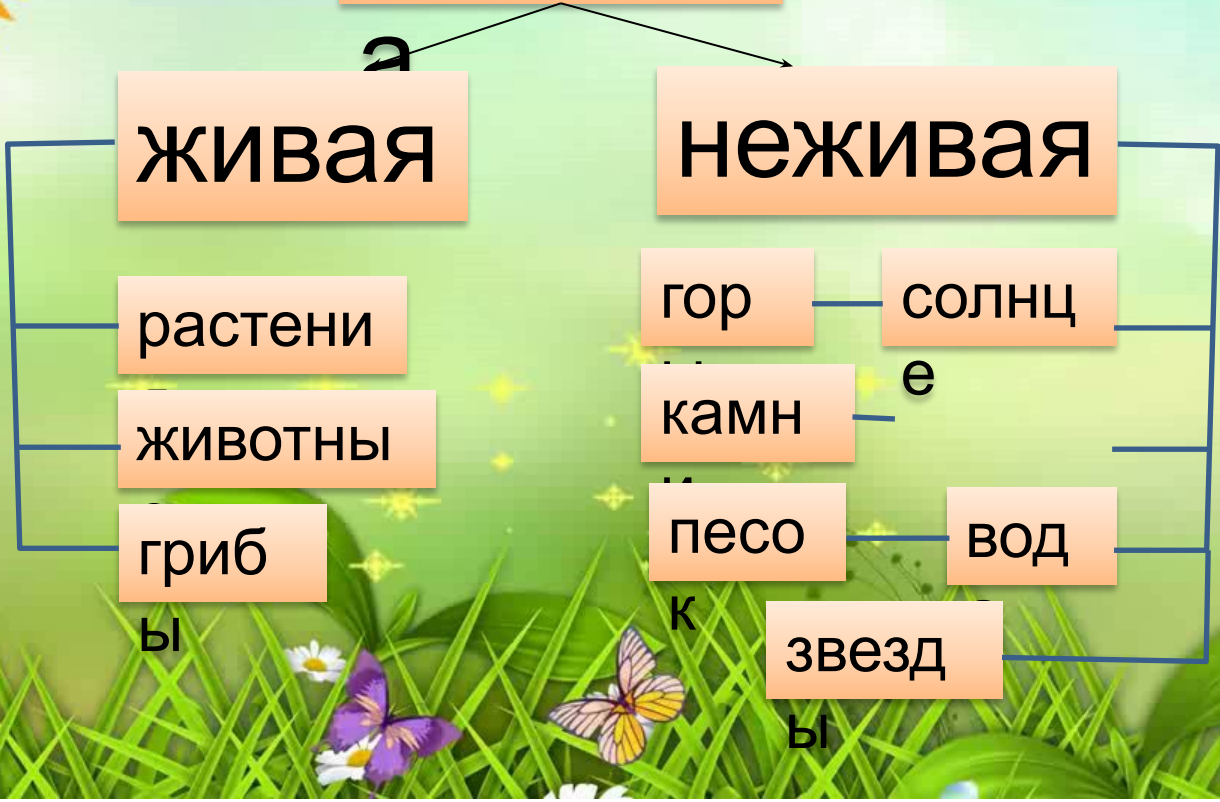 а
живая
неживая
растени
животны
гриб
ы
гор
солнц
е
камн
и
песо
к
вод
звезд
ы